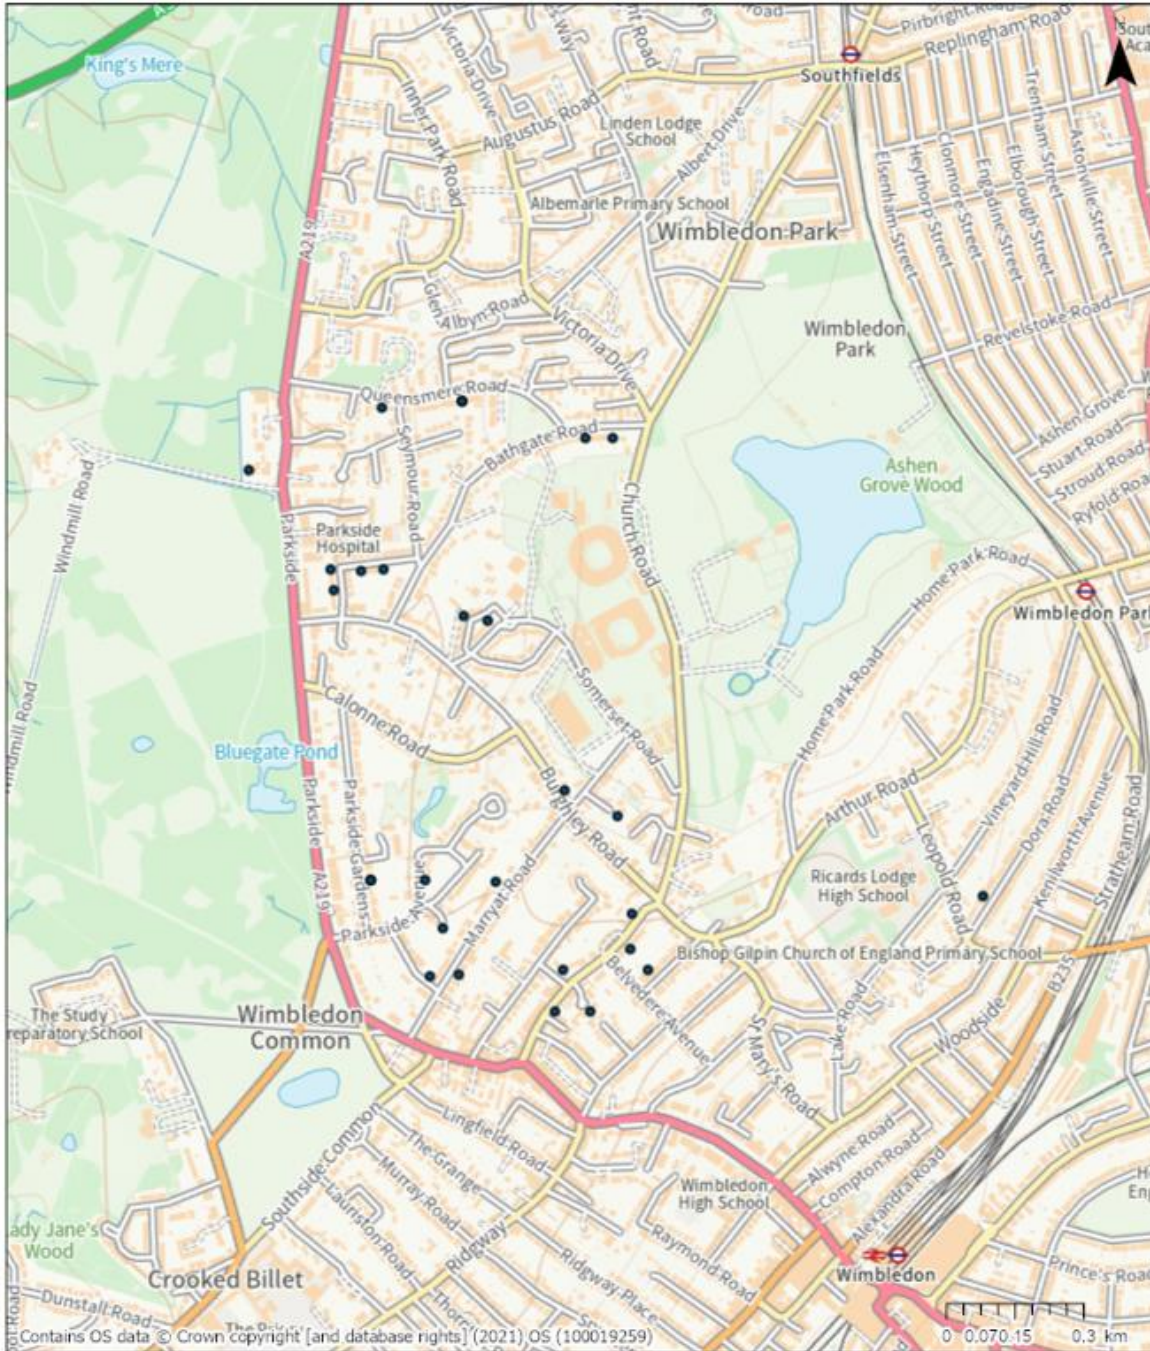 King's Mere
Victoria Drive
Inner Park Road
Augustus Road
Linden Lodge
School
Albert Drive
Southfields
Pirbright Road
Replingham Road
Albemarle Primary School
Wimbledon Park
Elsenham Street
Heythorp Street
Clonmore Street
Engadine Street
Elborough Street
Trentham Street
Astonville Street
A219
Albyn Road
Victoria Drive
Wimbledon
Park
Revelstoke Road
Queensmere Road
Seymour Road
Bathgate Road
Church Road
Ashen
Grove Wood
Ashen Grove
Stuart Road
Stroud Road
Ryfold Roa
Windmill Road
Parkside
Parkside
Hospital
Home Park Road
Wimbledon Park
Windmill Road
Calonne Road
Somerset Road
Home Park Road
Bluegate Pond
Parkside
Parkside Gardens
Burghley Road
Arthur Road
Vineyard Hill Road
Dora Road
Kenilworth Avenue
Strathearn Road
Leopold Road
Ricards Lodge
High School
A219
Parkside Avenue
Marryat Road
Bishop Gilpin Church of England Primary School
Belvedere Avenue
B235
The Study
reparatory School
Wimbledon
Common
St Mary's Road
Lake Road
Woodside
Southside Common
Lingfield Road
The Grange
Murray Road
Lauriston Road
Ridgway
Ridgway Place
Raymond Road
Wimbledon
High School
Alwyne Road
Compton Road
Alexandra Road
Wimbledon
Prince's Road
ady Jane's
Wood
Crooked Billet
Dunstall Road
Contains OS data © Crown copyright [and database rights] (2021) OS (100019259)
0 0.070.15 0.3 km